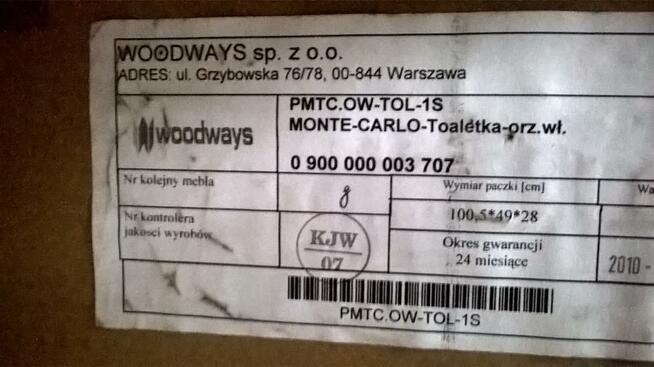 WOODWAYS sp. z o.o.
ADRES: ul. Grzybowska 76/78, 00-844 Warszawa
woodways
PMTC.OW-TOL-1S
MONTE-CARLO-Toaletka-orz.wł.
0 900 000 003 707
Nr kolejny mebla
8
Wymiar paczki [cm]
Wa
100,5*49*28
Nr kontrolera
jakości wyrobów
KJW
07
Okres gwarancji
24 miesiące
2010 -
PMTC.OW-TOL-1S